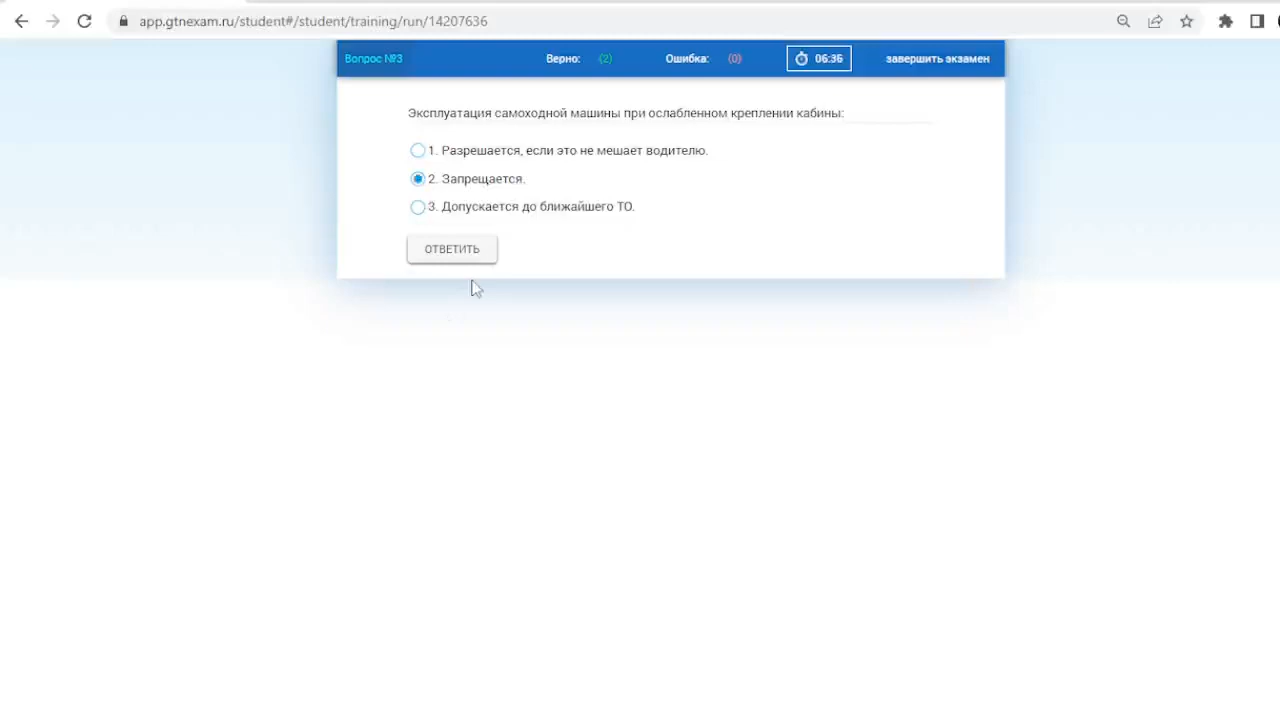 app.gtnexam.ru/student#/student/training/run/14207636
Вопрос №3 Верно: (2) Ошибка: (0) 06:36 завершить экзамен
Эксплуатация самоходной машины при ослабленном креплении кабины:
1. Разрешается, если это не мешает водителю.
2. Запрещается.
3. Допускается до ближайшего ТО.
ОТВЕТИТЬ